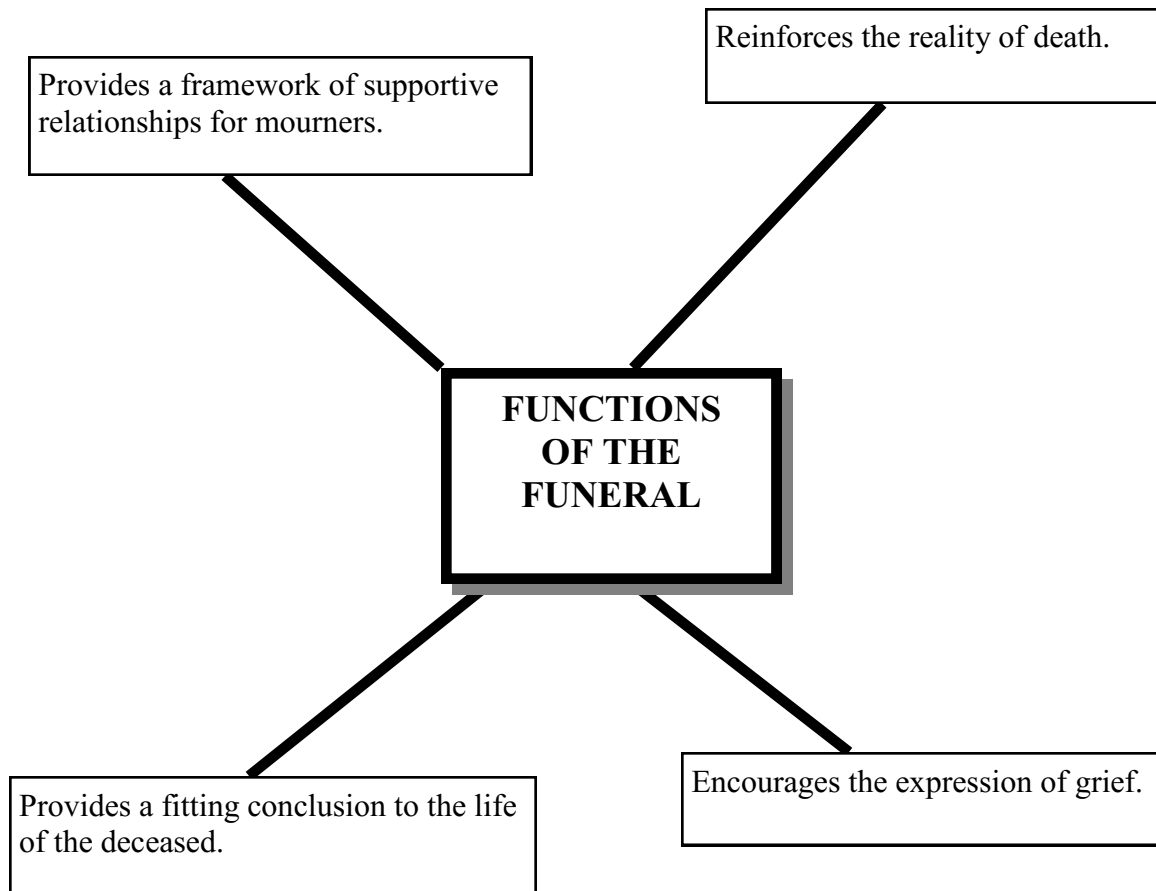 Reinforces the reality of death.
Provides a framework of supportive
relationships for mourners.
FUNCTIONS
OF THE
FUNERAL
Encourages the expression of grief.
Provides a fitting conclusion to the life
of the deceased.